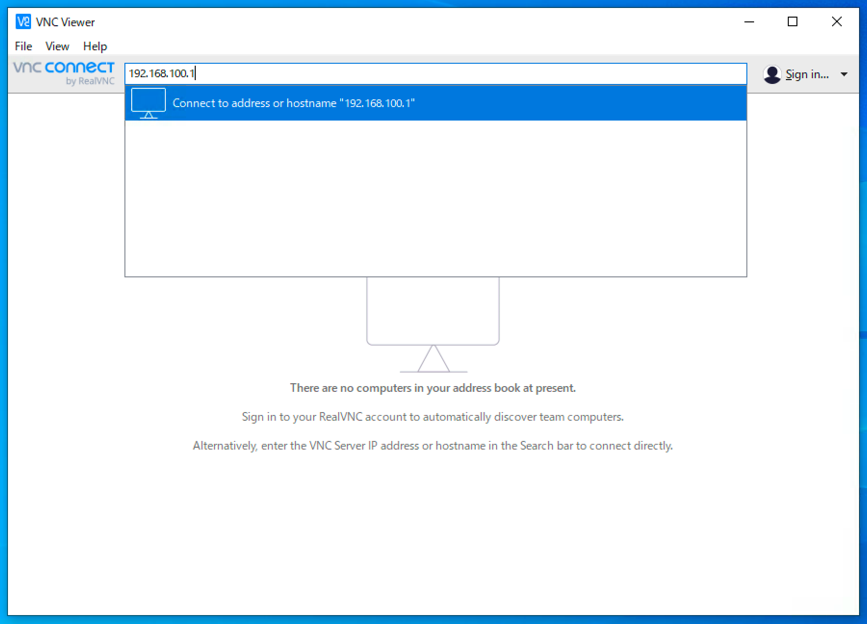 VNC Viewer
File View Help
vnc connect
by RealVNC
192.168.100.1
Sign in...
Connect to address or hostname "192.168.100.1"
There are no computers in your address book at present.
Sign in to your RealVNC account to automatically discover team computers.
Alternatively, enter the VNC Server IP address or hostname in the Search bar to connect directly.